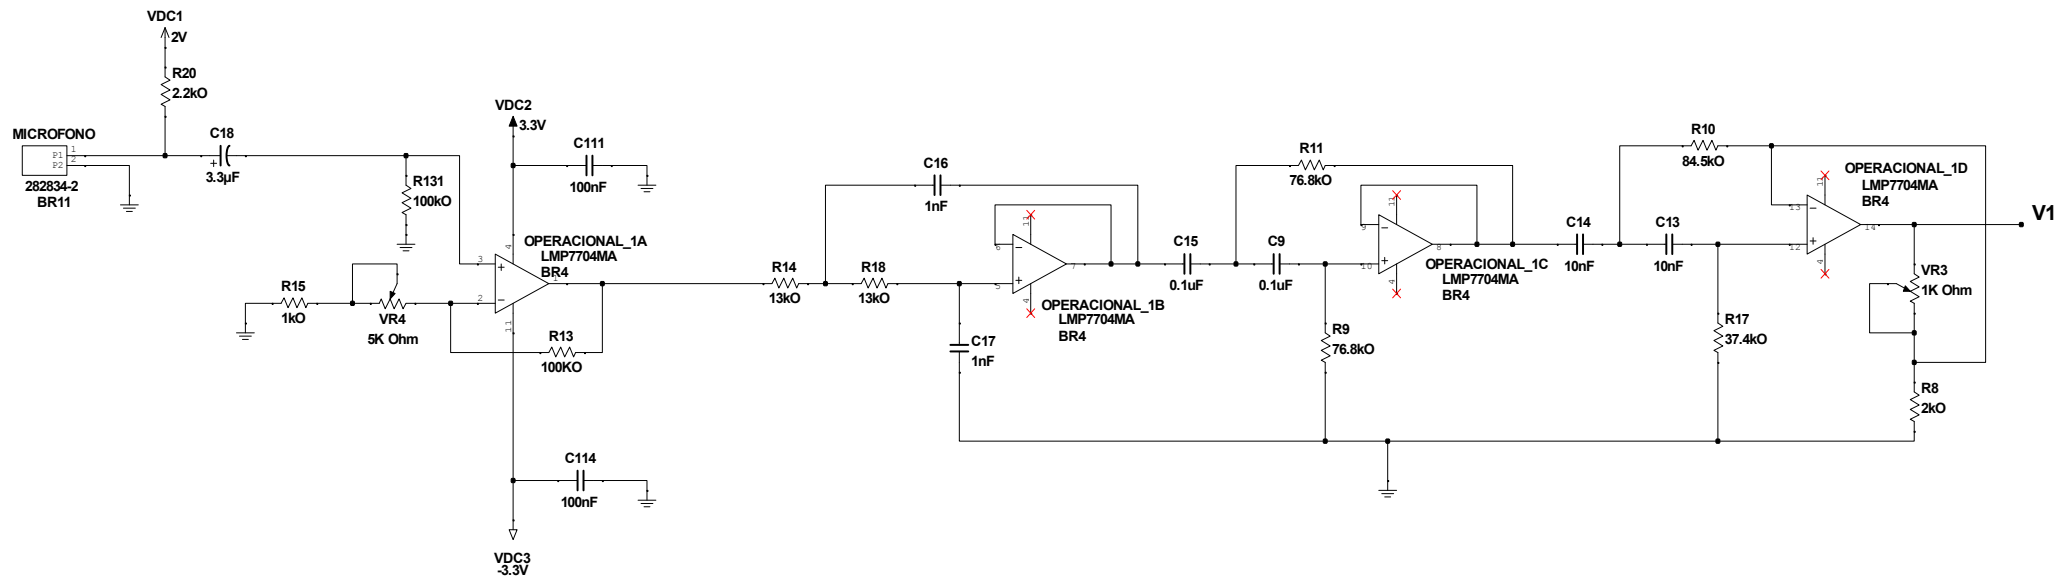 VDC1
2V
R20
2.2kO
MICROFONO
P1 1
P2 2
282834-2
BR11
C18
+
3.3µF
R131
100kO
VDC2
3.3V
C111
100nF
4
OPERACIONAL_1A
LMP7704MA
BR4
3
+
2
−
1
11
R15
1kO
VR4
5K Ohm
R13
100KO
C114
100nF
VDC3
-3.3V
R14
13kO
R18
13kO
C16
1nF
C17
1nF
11
6
−
5
+
7
4
OPERACIONAL_1B
LMP7704MA
BR4
C15
0.1uF
C9
0.1uF
R11
76.8kO
R9
76.8kO
11
9
−
10
+
8
4
OPERACIONAL_1C
LMP7704MA
BR4
C14
10nF
C13
10nF
R10
84.5kO
R17
37.4kO
11
OPERACIONAL_1D
LMP7704MA
BR4
13
−
12
+
14
4
V1
VR3
1K Ohm
R8
2kO